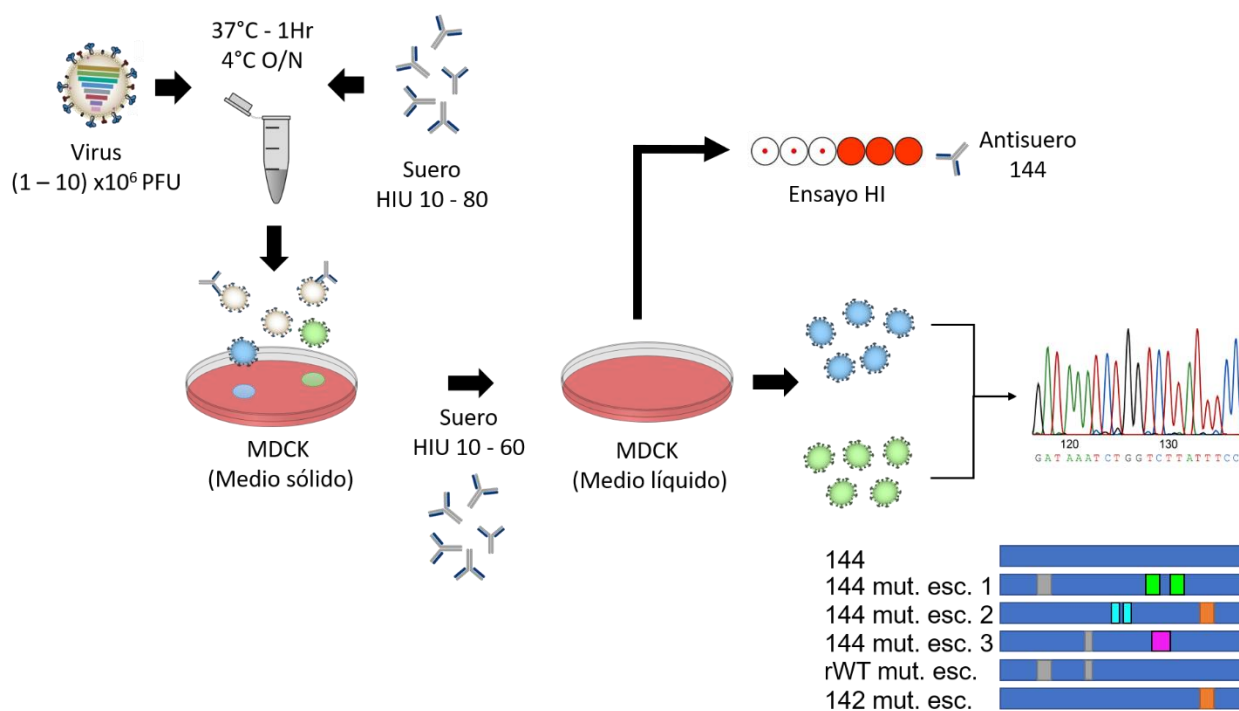 37°C - 1Hr
4°C O/N
Virus
(1 – 10) x10⁶ PFU
Suero
HIU 10 - 80
Ensayo HI
Antisuero
144
MDCK
(Medio sólido)
Suero
HIU 10 - 60
MDCK
(Medio líquido)
120 130
GATAAATCTGGTCTTATTTCC
144
144 mut. esc. 1
144 mut. esc. 2
144 mut. esc. 3
rWT mut. esc.
142 mut. esc.